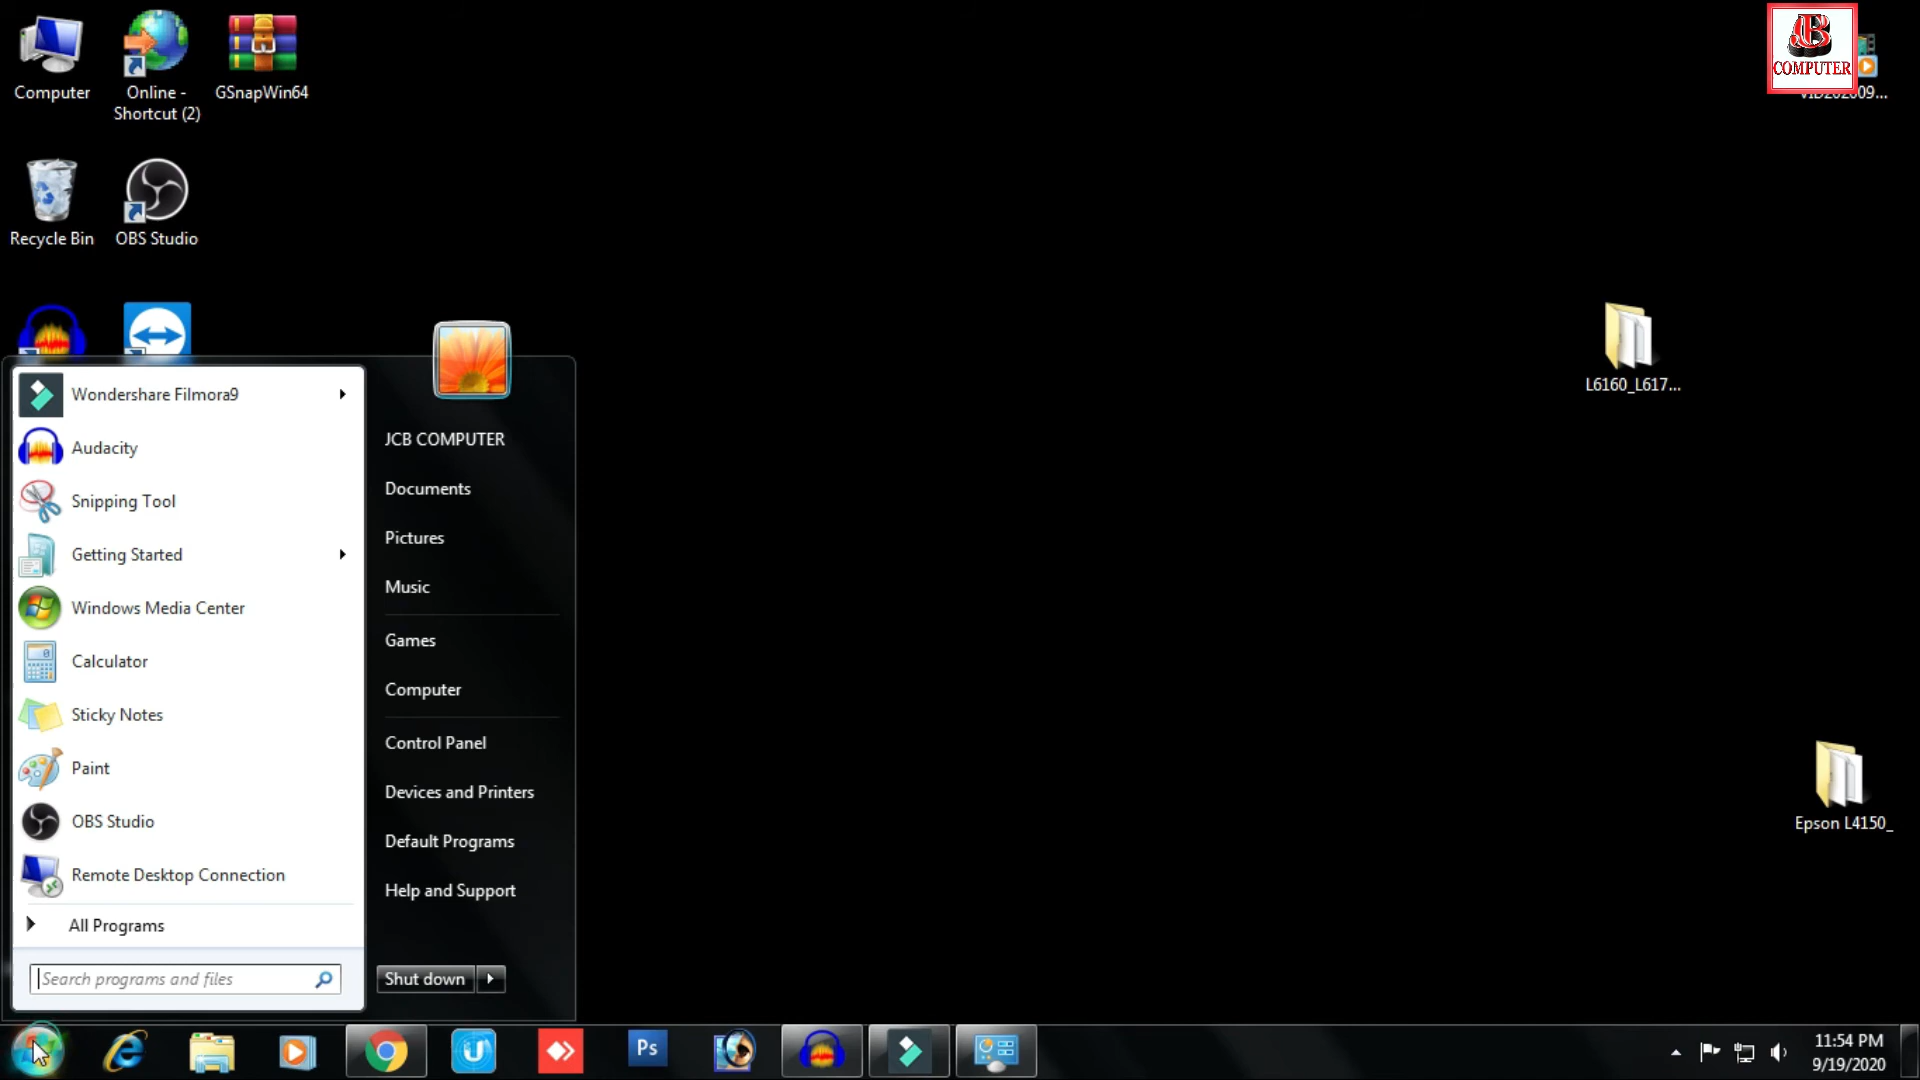 Computer
Online -
Shortcut (2)
GSnapWin64
COMPUTER
Recycle Bin
OBS Studio
L6160_L617...
Wondershare Filmora9
Audacity
Snipping Tool
Getting Started
Windows Media Center
Calculator
Sticky Notes
Paint
OBS Studio
Remote Desktop Connection
All Programs
Search programs and files
JCB COMPUTER
Documents
Pictures
Music
Games
Computer
Control Panel
Devices and Printers
Default Programs
Help and Support
Shut down
Epson L4150_
Ps
11:54 PM
9/19/2020